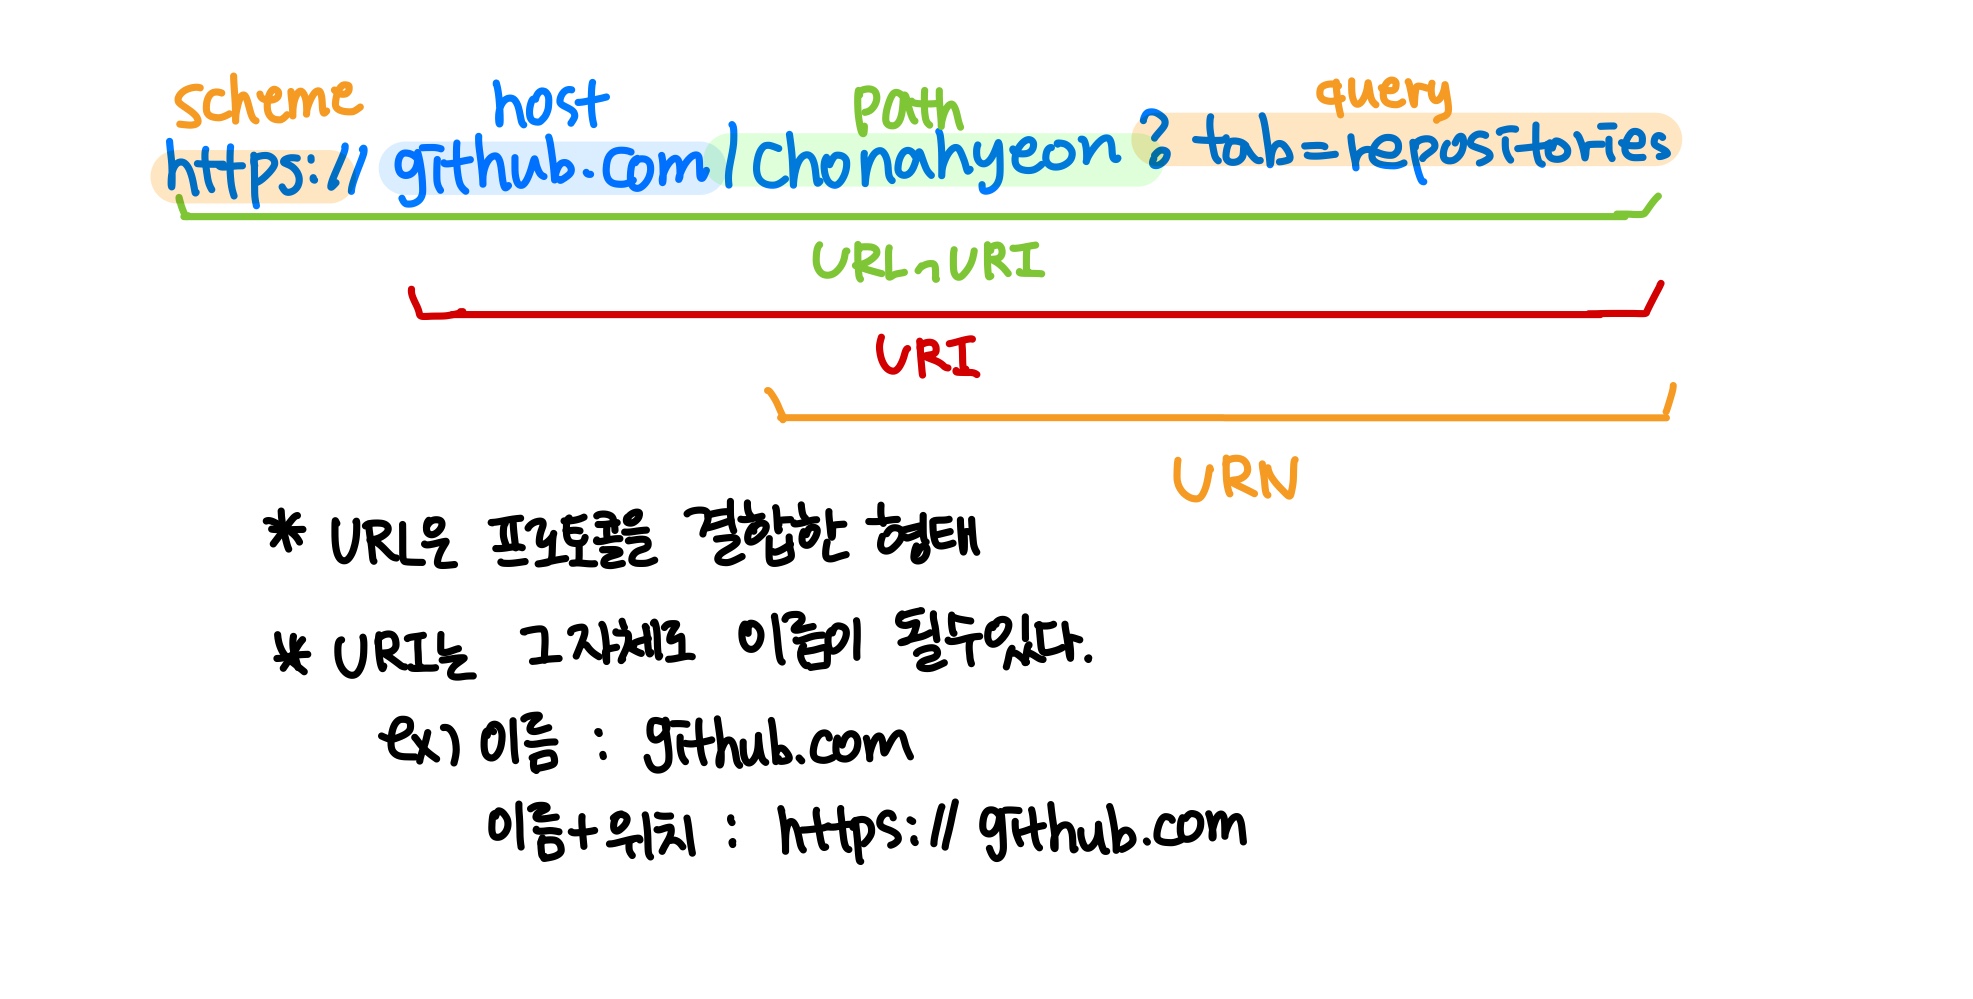 scheme host path query
https:// github.com/Chonahyeon? tab=repositories
URL∩URI
URI
URN
* URL은 프로토콜을 결합한 형태
* URI는 그 자체로 이름이 될수있다.
ex) 이름 : github.com
이름+위치 : https://github.com